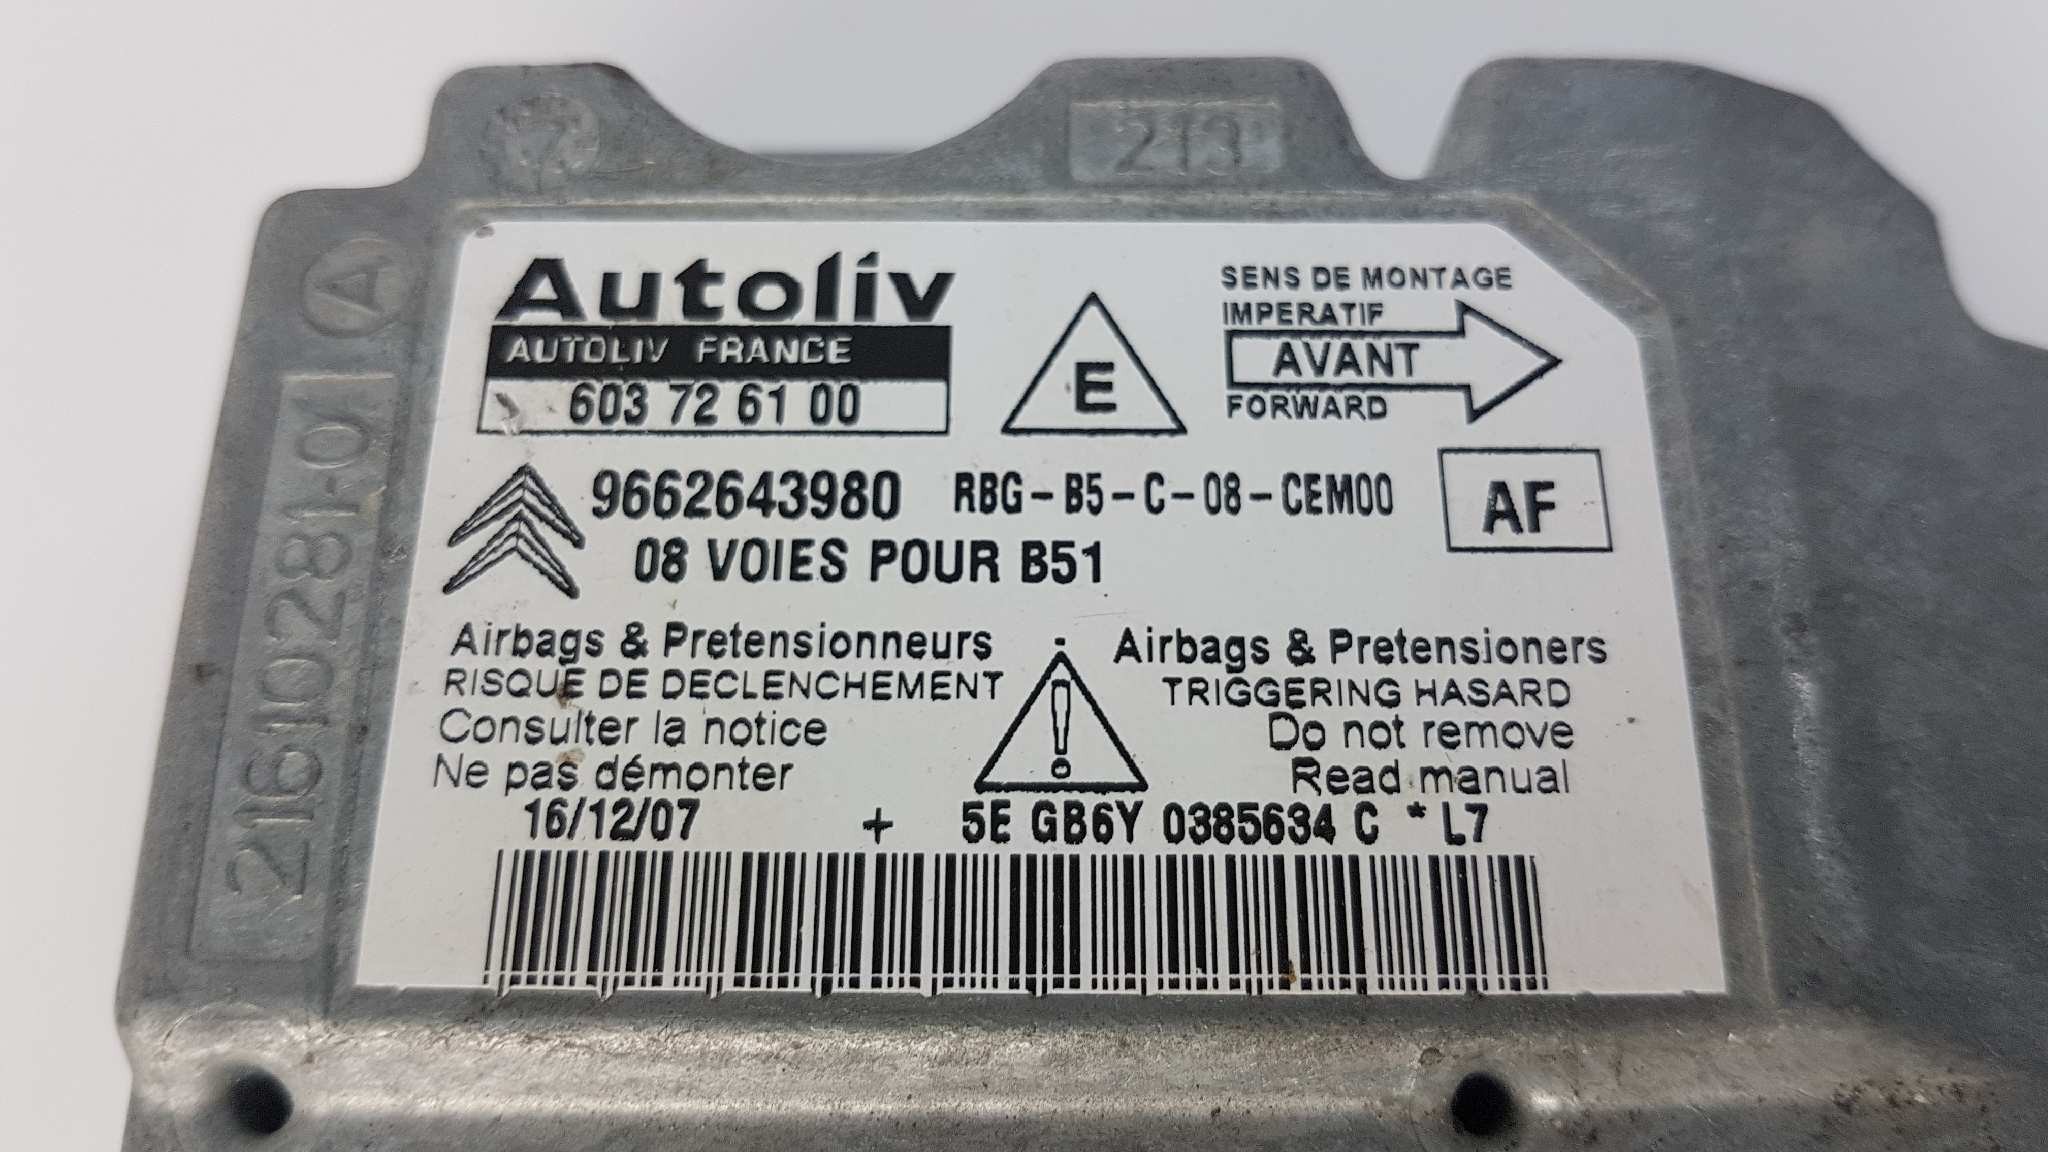 213
A
21610281-0
Autoliv
AUTOLIV FRANCE
603 72 61 00
E
SENS DE MONTAGE
IMPERATIF
AVANT
FORWARD
9662643980 RBG-B5-C-08-CEM00
AF
08 VOIES POUR B51
Airbags & Pretensionneurs
RISQUE DE DECLENCHEMENT
Consulter la notice
Ne pas démonter
!
Airbags & Pretensioners
TRIGGERING HASARD
Do not remove
Read manual
16/12/07 + 5E GB6Y 0385634 C * L7